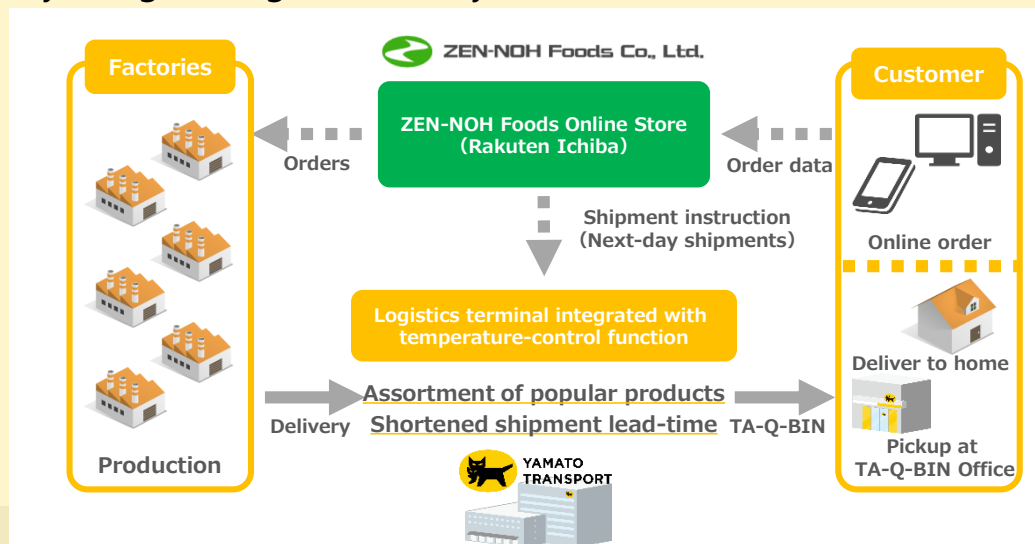 ZEN-NOH Foods Co., Ltd.
Factories
Customer
ZEN-NOH Foods Online Store
（Rakuten Ichiba）
Orders
Order data
Shipment instruction
（Next-day shipments）
Online order
Logistics terminal integrated with
temperature-control function
Deliver to home
Assortment of popular products
Delivery
Shortened shipment lead-time
TA-Q-BIN
Production
Pickup at
TA-Q-BIN Office
YAMATO
TRANSPORT